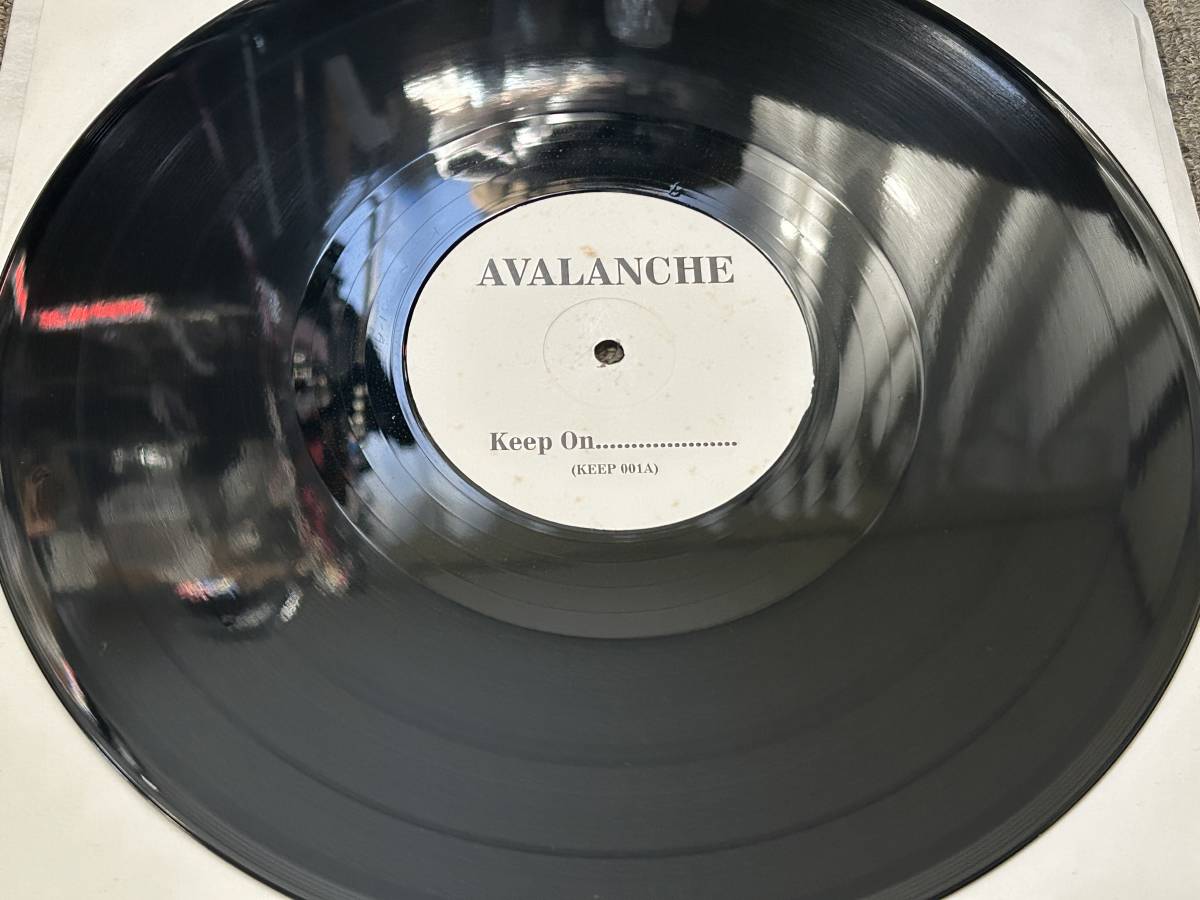 AVALANCHE
Keep On.....................
(KEEP 001A)